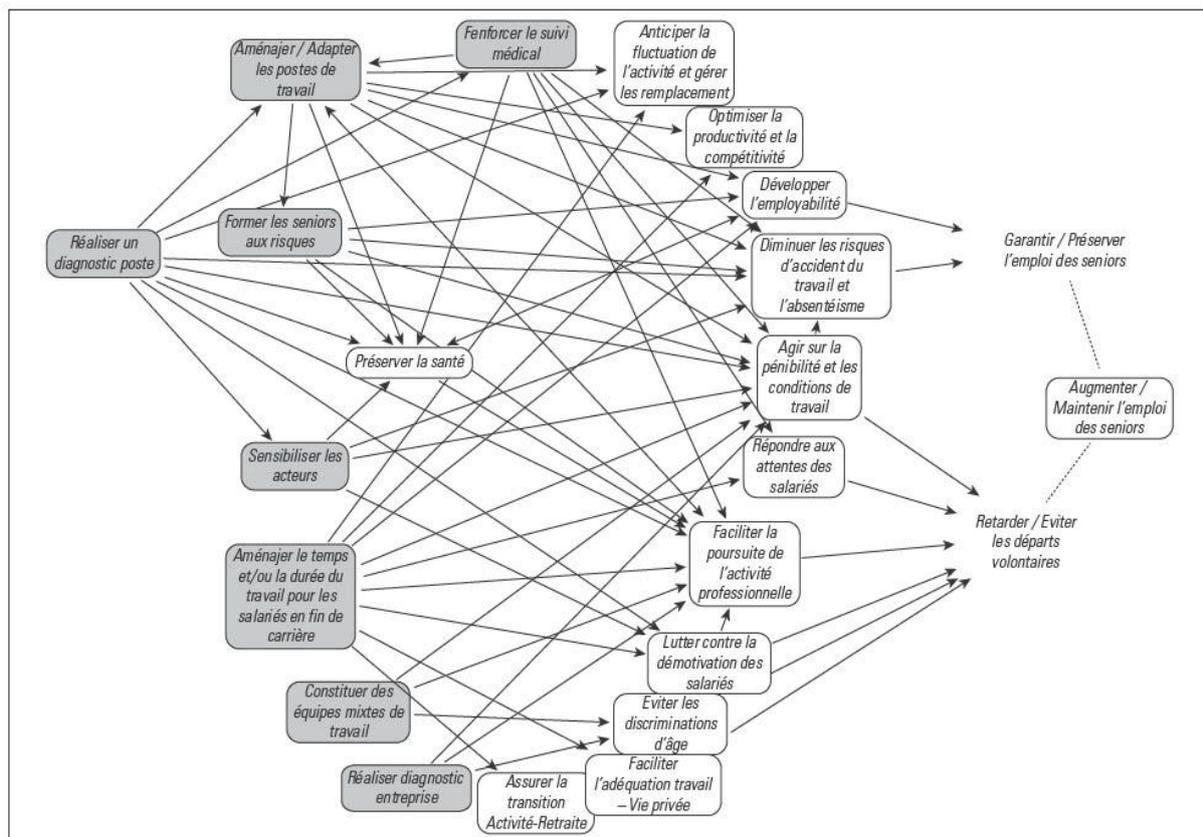 Aménajer / Adapter
les postes de
travail
Fenforcer le suivi
médical
Anticiper la
fluctuation de
l'activité et gérer
les remplacement
Optimiser la
productivité et la
compétitivité
Développer
l'employabilité
Former les seniors
aux risques
Réaliser un
diagnostic poste
Diminuer les risques
d'accident du
travail et
l'absentéisme
Garantir / Préserver
l'emploi des seniors
Préserver la santé
Agir sur la
pénibilité et les
conditions de
travail
Augmenter /
Maintenir l'emploi
des seniors
Sensibiliser les
acteurs
Répondre aux
attentes des
salariés
Retarder / Eviter
les départs
volontaires
Faciliter la
poursuite de
l'activité
professionnelle
Aménajer le temps
et/ou la durée du
travail pour les
salariés en fin de
carrière
Lutter contre la
démotivation des
salariés
Constituer des
équipes mixtes de
travail
Eviter les
discriminations
d'âge
Réaliser diagnostic
entreprise
Assurer la
transition
Activité-Retraite
Faciliter
l'adéquation travail
– Vie privée